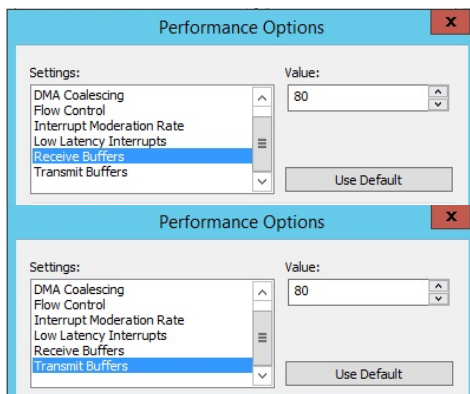 Performance Options
x
Settings:
Value:
DMA Coalescing
80
Flow Control
Interrupt Moderation Rate
Low Latency Interrupts
Receive Buffers
Transmit Buffers
Use Default
Performance Options
x
Settings:
Value:
DMA Coalescing
80
Flow Control
Interrupt Moderation Rate
Low Latency Interrupts
Receive Buffers
Transmit Buffers
Use Default